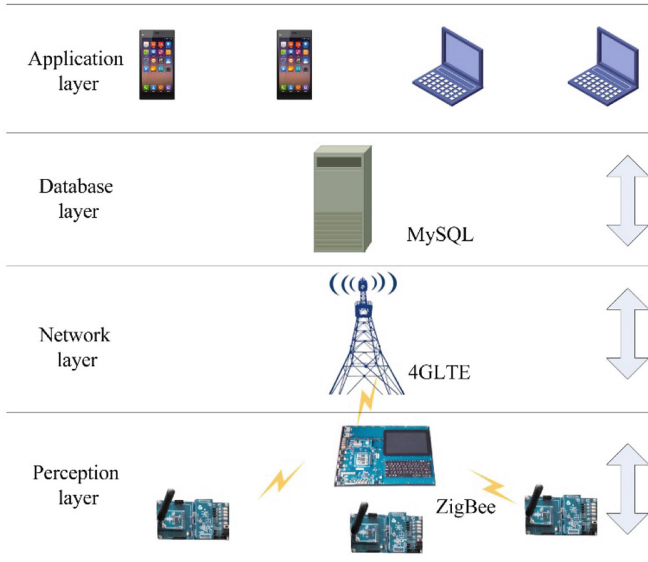 Application
layer
Database
layer
MySQL
Network
layer
4GLTE
Perception
layer
ZigBee